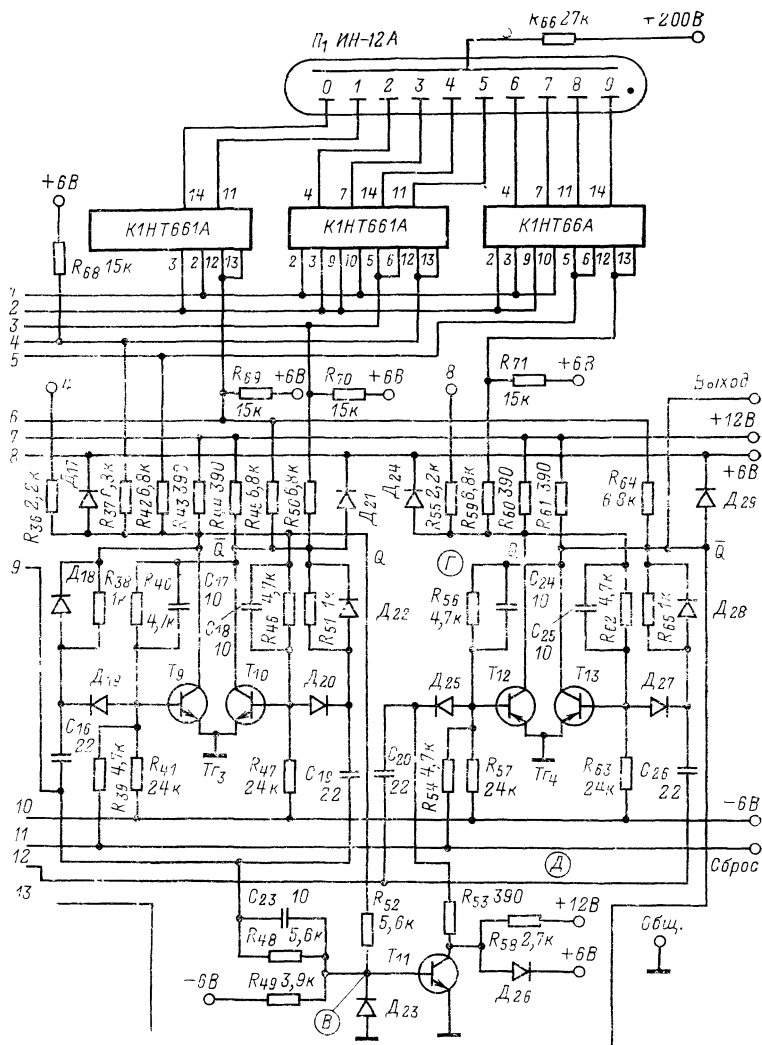 R66 27к
+200В
П1 ИН-12А
0 1 2 3 4 5 6 7 8 9
+6В
14 11
4 7 14 11
4 7 11 14
К1НТ661А
К1НТ661А
К1НТ66А
R68 15к
3 2 12 13
2 3 9 10 5 6 12 13
2 3 9 10 5 6 12 13
1
2
3
4
5
R69 15к +6В
R70 15к +6В
8
R71 15к +6В
Выход
6
7
8
+12В
+6В
R36 2,2к
Д17
R42 6,8к
R43 390
R44 390
R50 6,8к
Д21
Д24
R55 2,2к
R59 6,8к
R60 390
R61 390
R64 6,8к
Д29
Q̅
Q
Г
Q̅
9
Д18
R38 1к
R40 4,7к
C17 10
C18 10
R46 4,7к
R51 1к
Д22
R56 4,7к
C24 10
C25 10
R62 4,7к
R65 1к
Д28
Д19
T9
T10
Д20
Д25
T12
T13
Д27
C16 22
R39 4,7к
R41 24к
Тг3
R47 24к
C19 22
C20 22
R54 4,7к
R57 24к
Тг4
R63 24к
C26 22
10
11
12
13
-6В
Сброс
Д
C23 10
R48 5,6к
R52 5,6к
R53 390
+12В
R58 2,7к
+6В
Д26
T11
-6В
R49 3,9к
В
Д23
Общ.